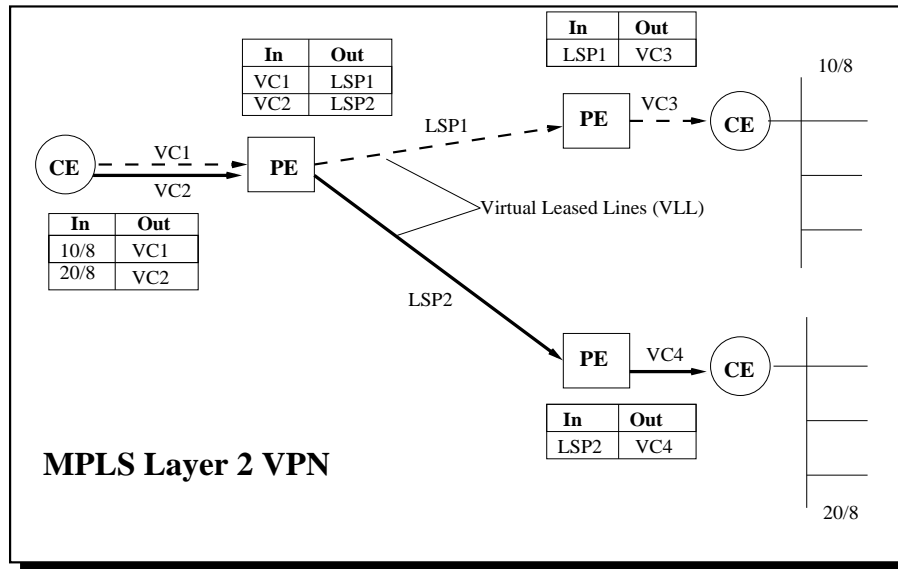 In Out
VC1 LSP1
VC2 LSP2
In Out
LSP1 VC3
10/8
CE
VC1
VC2
PE
LSP1
PE
VC3
CE
Virtual Leased Lines (VLL)
In Out
10/8 VC1
20/8 VC2
LSP2
PE
VC4
CE
In Out
LSP2 VC4
MPLS Layer 2 VPN
20/8